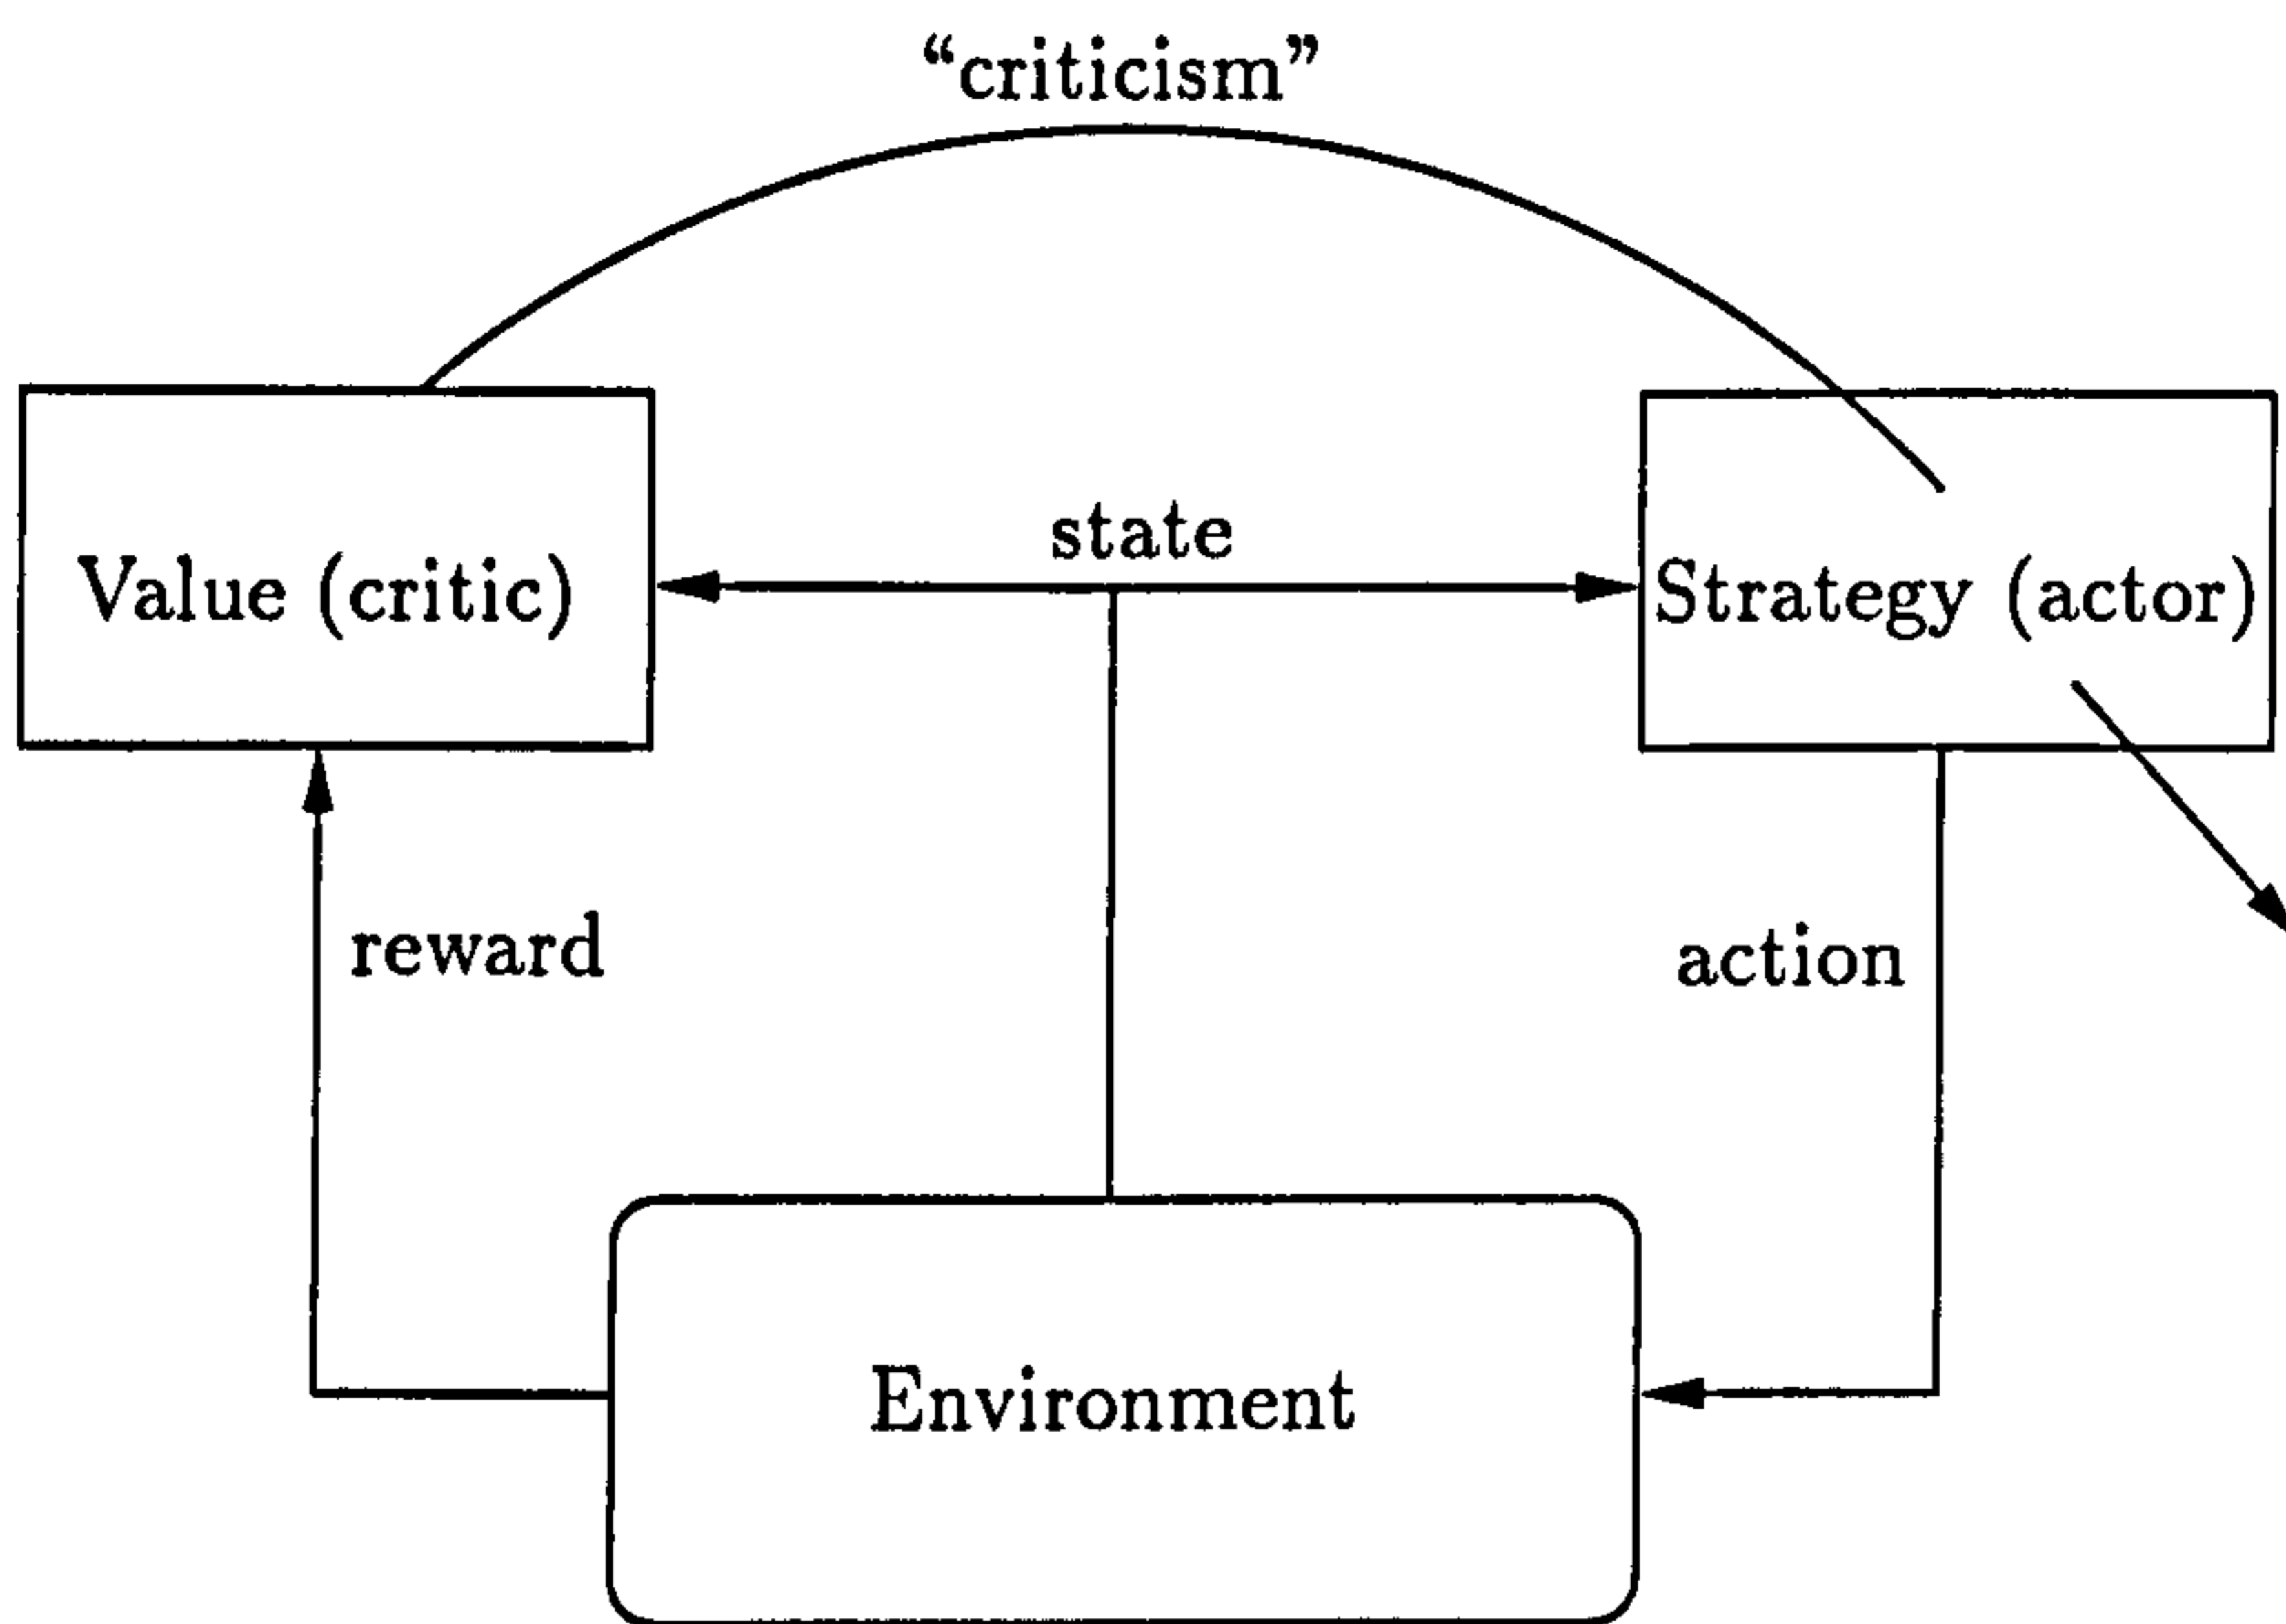 “criticism”
state
Value (critic)
Strategy (actor)
reward
action
Environment